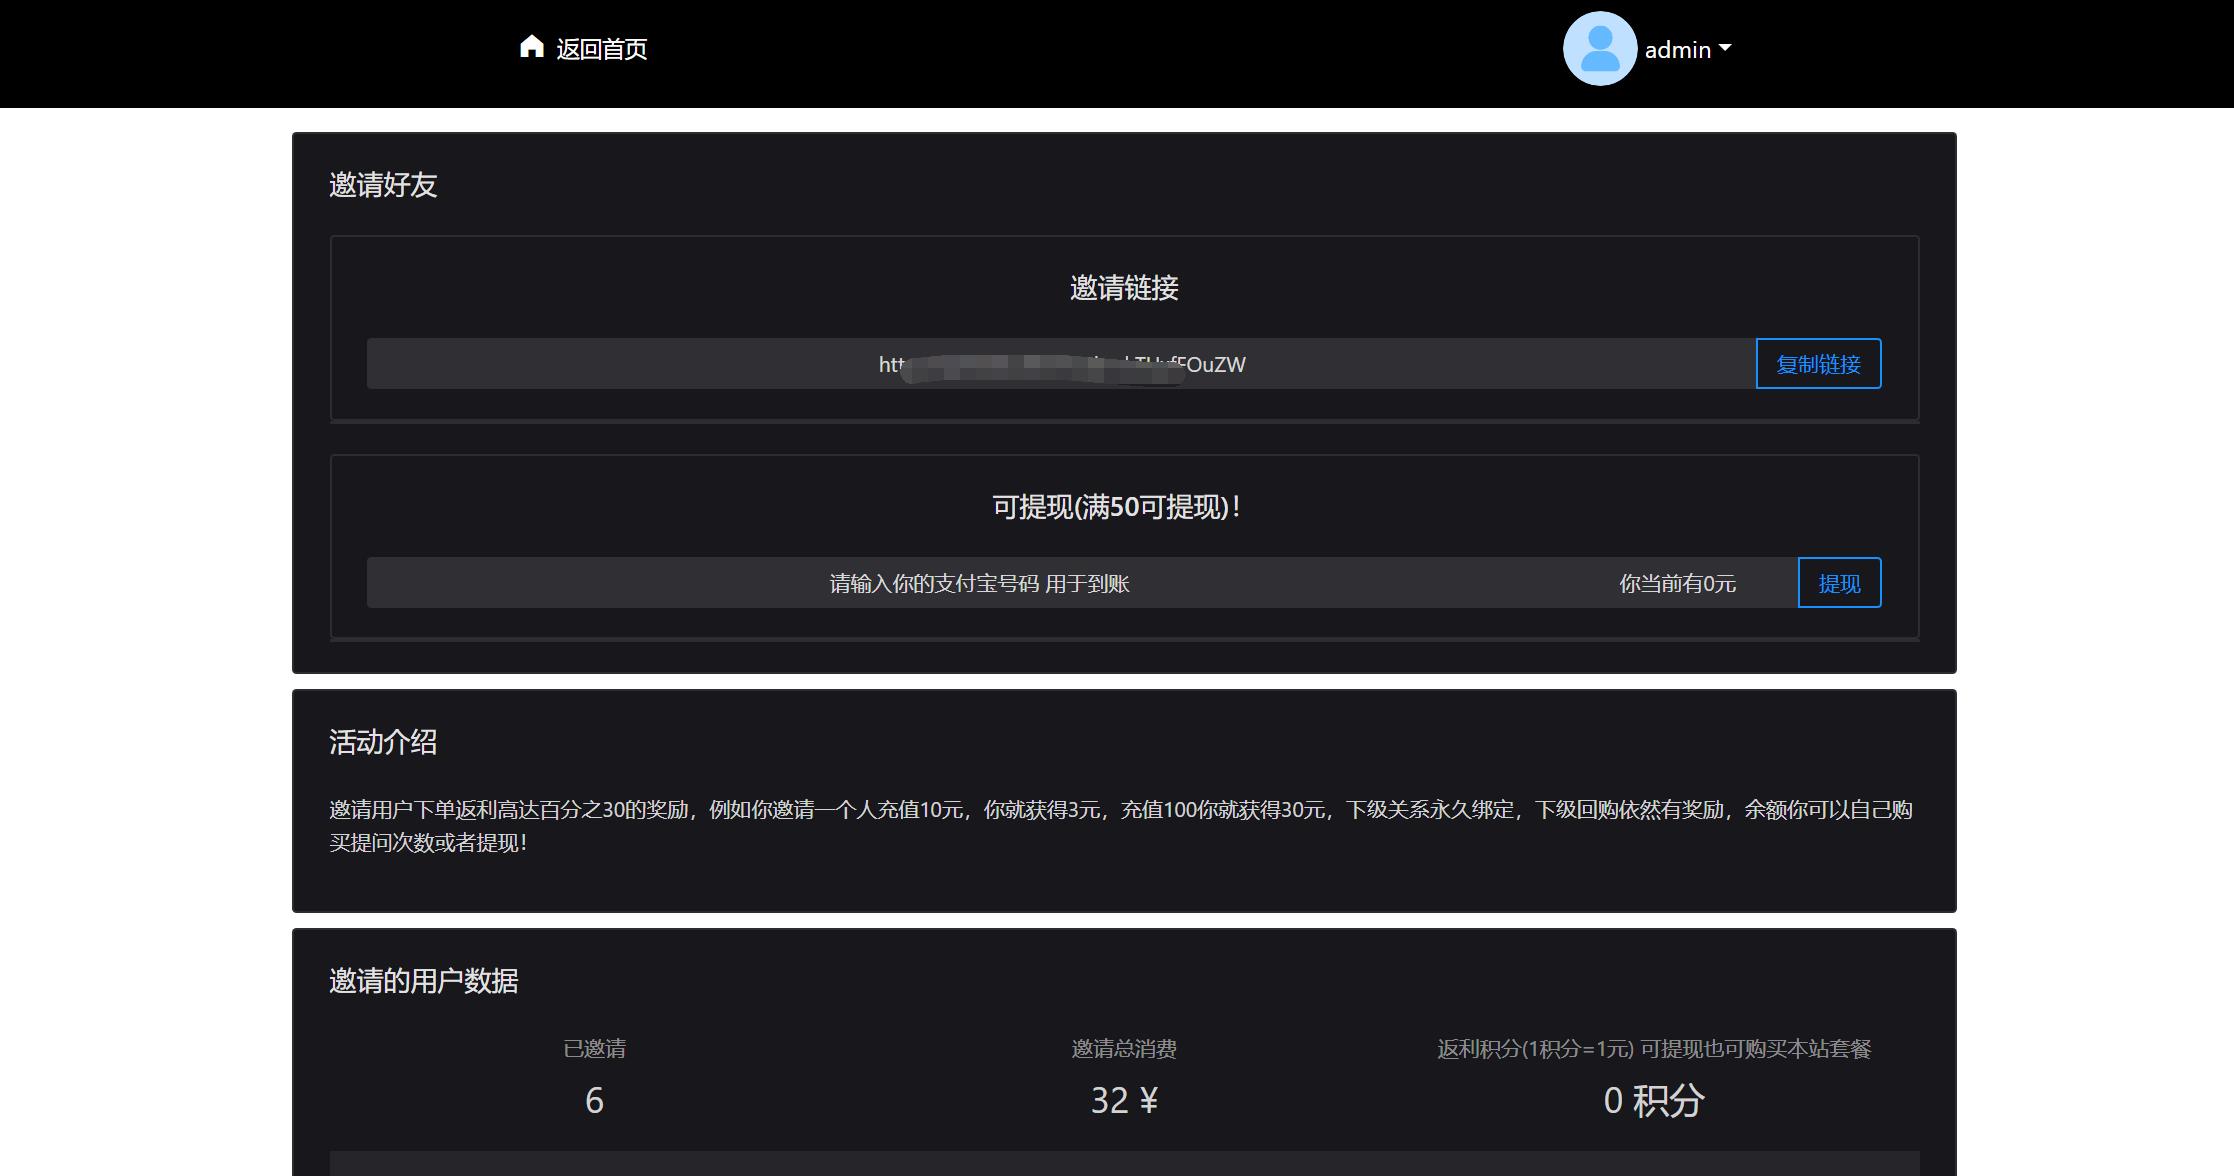 返回首页
admin
邀请好友
邀请链接
htt FOuZW
复制链接
可提现(满50可提现)！
请输入你的支付宝号码 用于到账
你当前有0元
提现
活动介绍
邀请用户下单返利高达百分之30的奖励，例如你邀请一个人充值10元，你就获得3元，充值100你就获得30元，下级关系永久绑定，下级回购依然有奖励，余额你可以自己购
买提问次数或者提现！
邀请的用户数据
已邀请
邀请总消费
返利积分(1积分=1元) 可提现也可购买本站套餐
6
32 ¥
0 积分